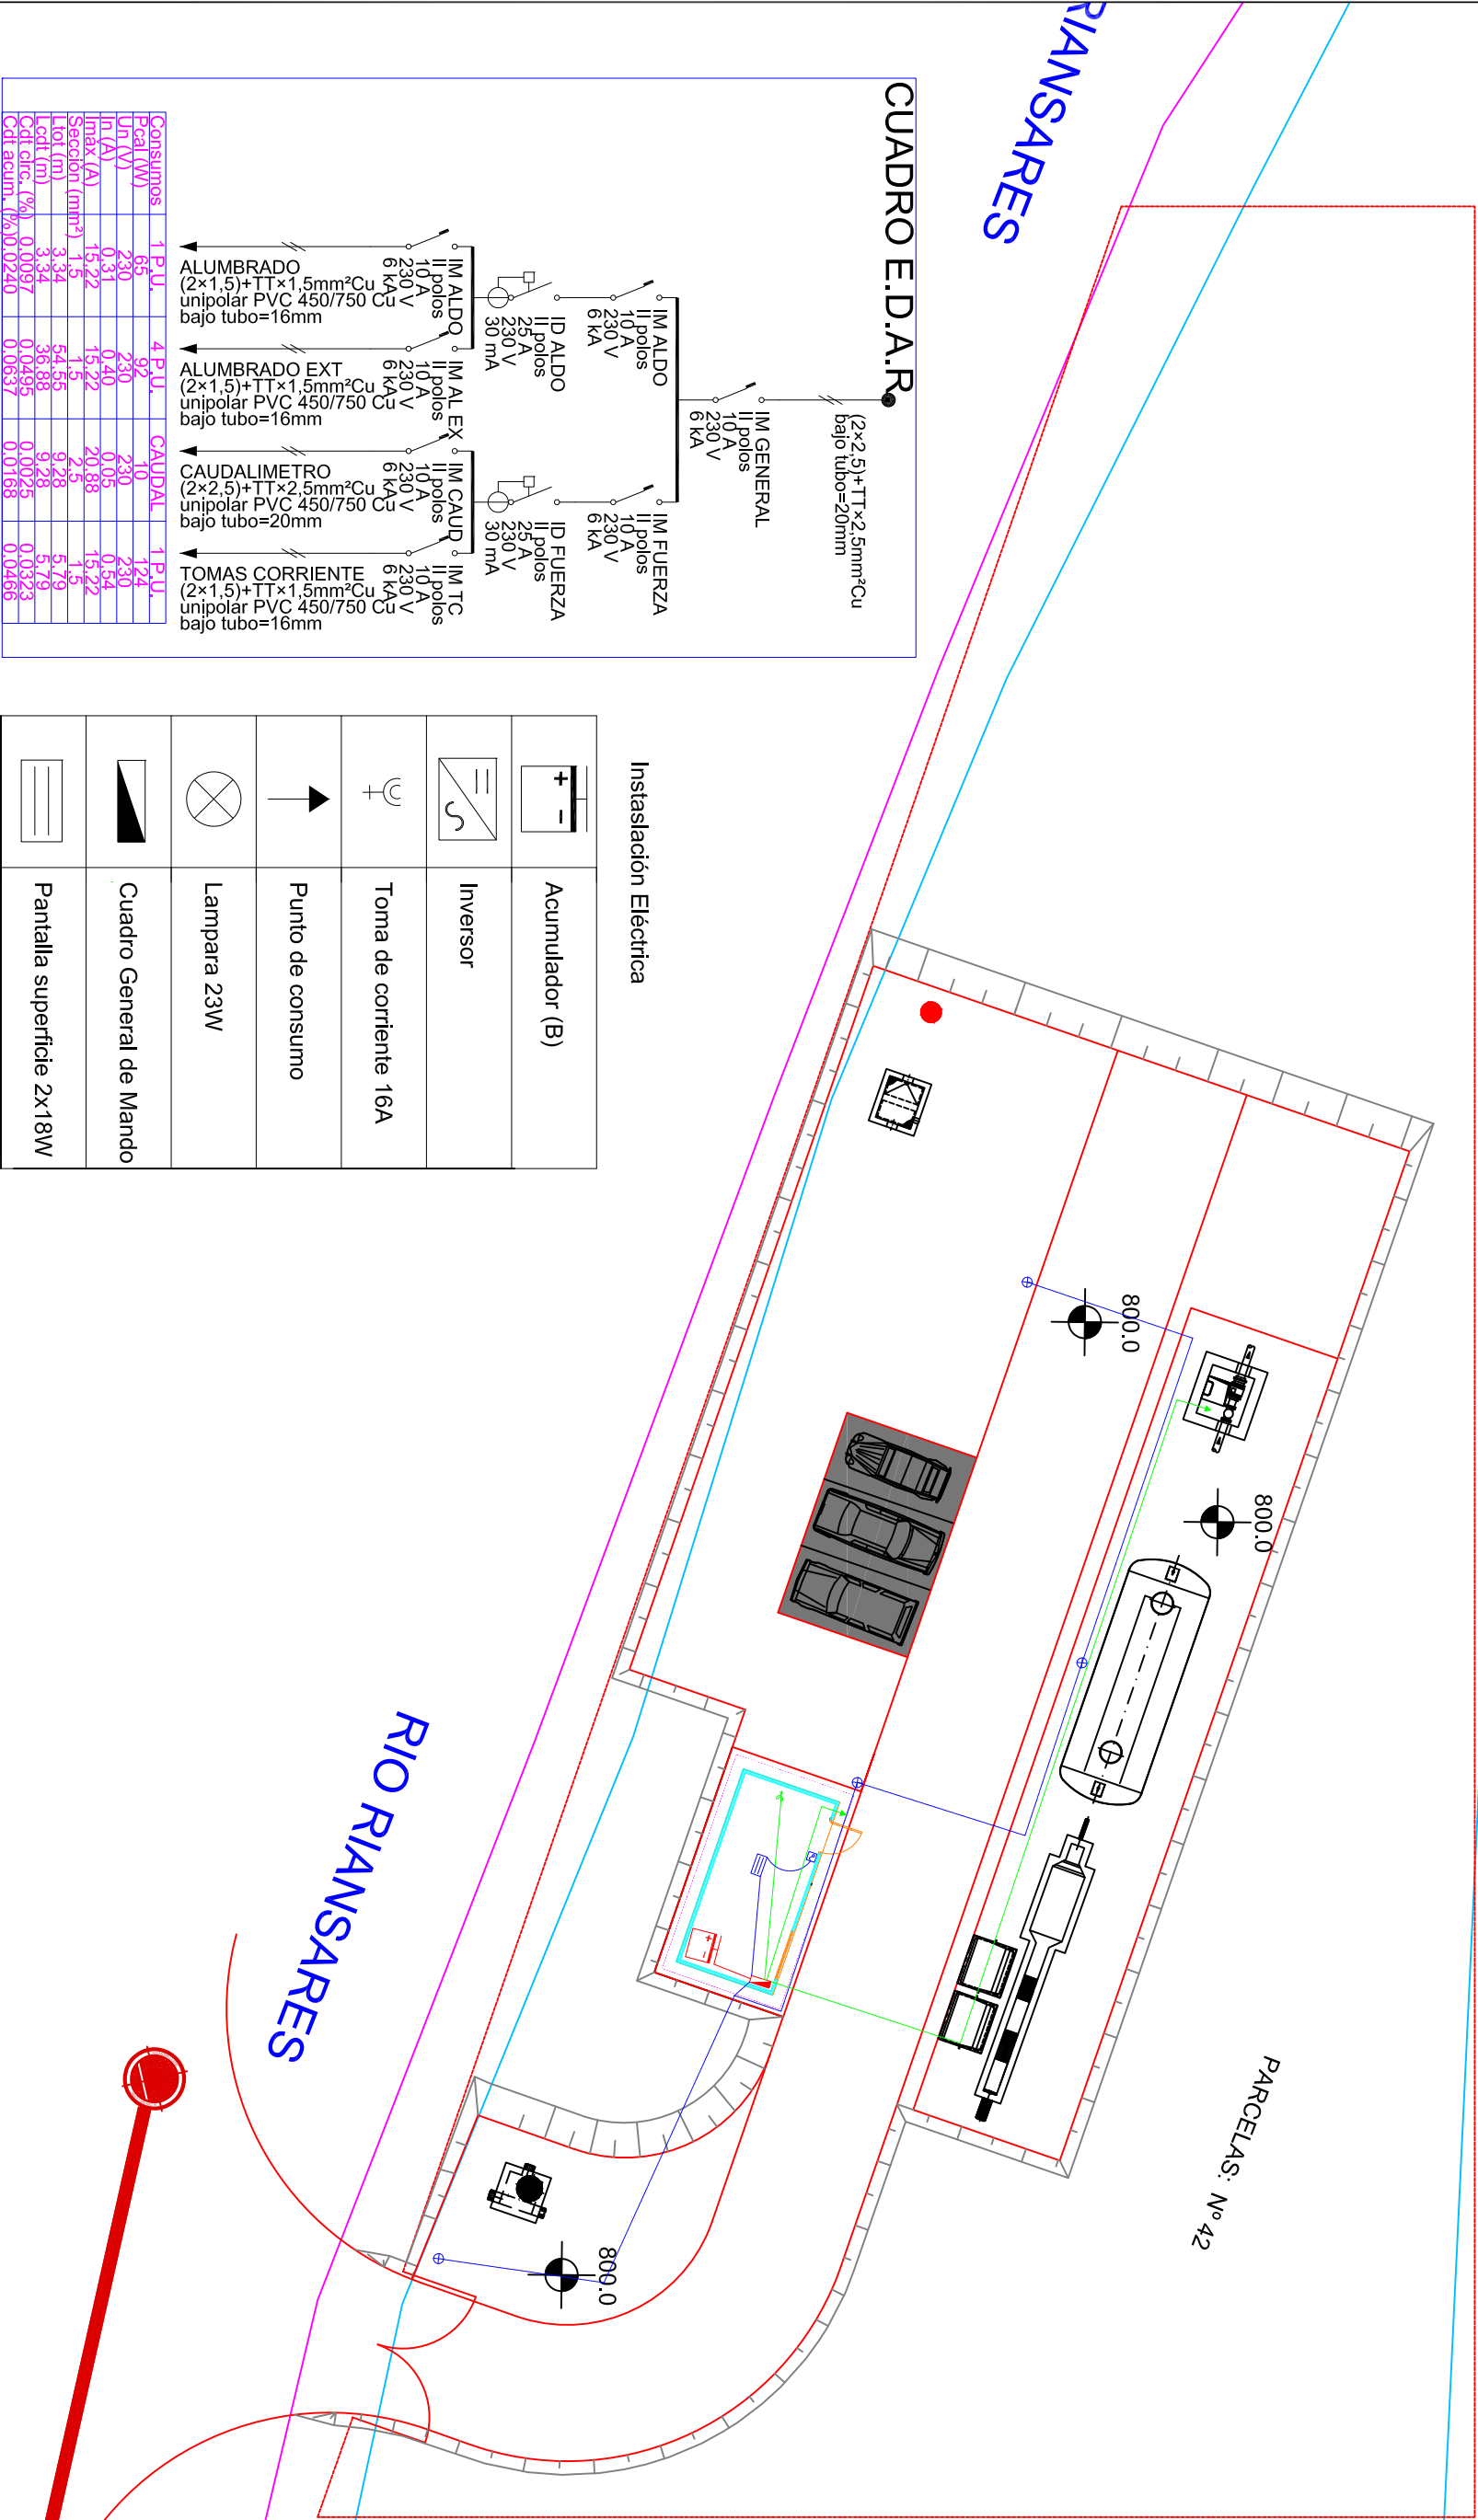 RIANSARES
CUADRO E.D.A.R
(2×2,5)+TT×2,5mm²Cu
bajo tubo=20mm
IM GENERAL
II polos
10 A
230 V
6 kA
IM ALDO
II polos
10 A
230 V
6 kA
IM FUERZA
II polos
10 A
230 V
6 kA
ID ALDO
II polos
25 A
230 V
30 mA
ID FUERZA
II polos
25 A
230 V
30 mA
IM ALDO
II polos
10 A
230 V
6 kA
IM AL EX
II polos
10 A
230 V
6 kA
IM CAUD
II polos
10 A
230 V
6 kA
IM TC
II polos
10 A
230 V
6 kA
ALUMBRADO
(2×1,5)+TT×1,5mm²Cu
unipolar PVC 450/750 Cu
bajo tubo=16mm
ALUMBRADO EXT
(2×1,5)+TT×1,5mm²Cu
unipolar PVC 450/750 Cu
bajo tubo=16mm
CAUDALIMETRO
(2×2,5)+TT×2,5mm²Cu
unipolar PVC 450/750 Cu
bajo tubo=20mm
TOMAS CORRIENTE
(2×1,5)+TT×1,5mm²Cu
unipolar PVC 450/750 Cu
bajo tubo=16mm
Consumos 1 P.U. 4 P.U. CAUDAL 1 P.U.
Pcal (W) 65 92 10 124
Un (V) 230 230 230 230
In (A) 0,31 0,40 0,05 0,54
Imax (A) 15,22 15,22 20,88 15,22
Sección (mm²) 1,5 1,5 2,5 1,5
Ltot (m) 3,34 54,55 9,28 5,79
Lcdt (m) 3,34 36,88 9,28 5,79
Cdt circ. (%) 0,0097 0,0495 0,0025 0,0323
Cdt acum. (%) 0,0240 0,0637 0,0168 0,0466
Instaslación Eléctrica
Acumulador (B)
Inversor
Toma de corriente 16A
Punto de consumo
Lampara 23W
Cuadro General de Mando
Pantalla superficie 2x18W
800.0
800.0
800.0
RIO RIANSARES
PARCELAS: Nº 42